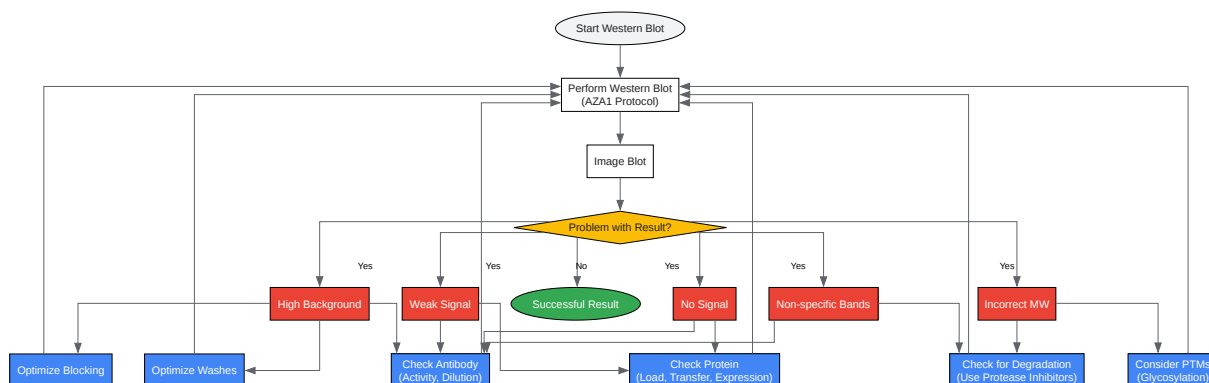 Start Western Blot
Perform Western Blot
(AZA1 Protocol)
Image Blot
Problem with Result?
Yes
Yes
No
Yes
Yes
Yes
High Background
Weak Signal
Successful Result
No Signal
Non-specific Bands
Incorrect MW
Optimize Blocking
Optimize Washes
Check Antibody
(Activity, Dilution)
Check Protein
(Load, Transfer, Expression)
Check for Degradation
(Use Protease Inhibitors)
Consider PTMs
(Glycosylation)